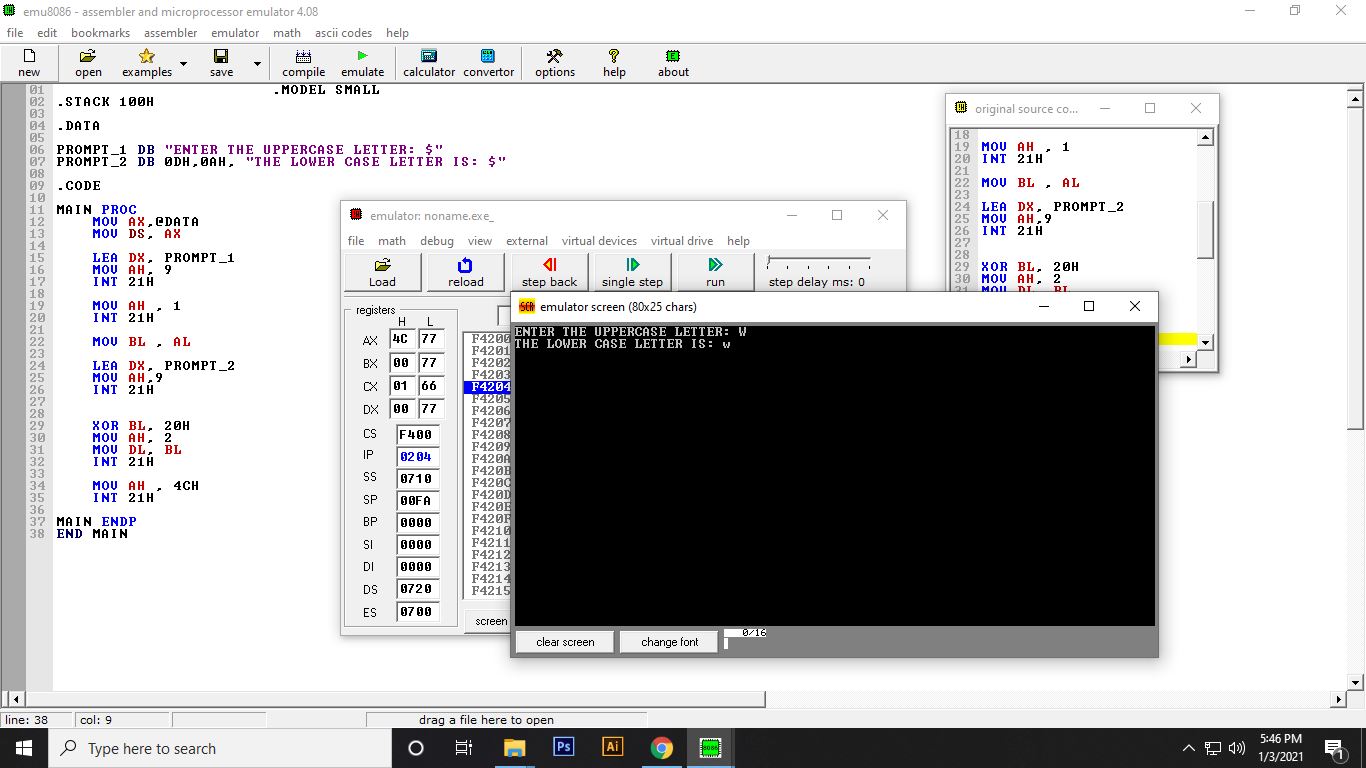 emu8086 - assembler and microprocessor emulator 4.08
file edit bookmarks assembler emulator math ascii codes help
new open examples save compile emulate calculator convertor options help about
01 .MODEL SMALL
02 .STACK 100H
03
04 .DATA
05
06 PROMPT_1 DB "ENTER THE UPPERCASE LETTER: $"
07 PROMPT_2 DB 0DH,0AH, "THE LOWER CASE LETTER IS: $"
08
09 .CODE
10
11 MAIN PROC
12 MOV AX,@DATA
13 MOV DS, AX
14
15 LEA DX, PROMPT_1
16 MOV AH, 9
17 INT 21H
18
19 MOV AH , 1
20 INT 21H
21
22 MOV BL , AL
23
24 LEA DX, PROMPT_2
25 MOV AH,9
26 INT 21H
27
28
29 XOR BL, 20H
30 MOV AH, 2
31 MOV DL, BL
32 INT 21H
33
34 MOV AH , 4CH
35 INT 21H
36
37 MAIN ENDP
38 END MAIN
original source co...
18
19 MOV AH , 1
20 INT 21H
21
22 MOV BL , AL
23
24 LEA DX, PROMPT_2
25 MOV AH,9
26 INT 21H
27
28
29 XOR BL, 20H
30 MOV AH, 2
31 MOV DL, BL
emulator: noname.exe_
file math debug view external virtual devices virtual drive help
Load reload step back single step run step delay ms: 0
registers
H L
AX 4C 77
BX 00 77
CX 01 66
DX 00 77
CS F400
IP 0204
SS 0710
SP 00FA
BP 0000
SI 0000
DI 0000
DS 0720
ES 0700
F4200
F4201
F4202
F4203
F4204
F4205
F4206
F4207
F4208
F4209
F420A
F420B
F420C
F420D
F420E
F420F
F4210
F4211
F4212
F4213
F4214
F4215
screen
SCR emulator screen (80x25 chars)
ENTER THE UPPERCASE LETTER: W
THE LOWER CASE LETTER IS: w
clear screen change font 0/16
line: 38 col: 9 drag a file here to open
Type here to search Ps Ai 8086
5:46 PM
1/3/2021
1